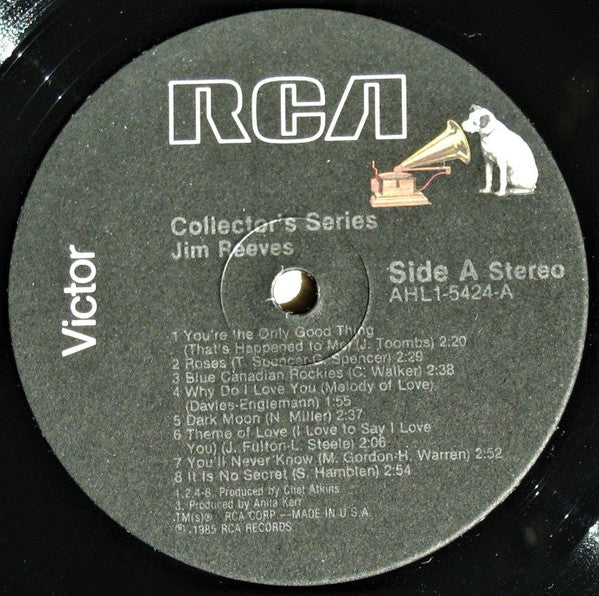 RCA
Victor
Collector's Series
Jim Reeves
Side A Stereo
AHL1-5424-A
1 You're the Only Good Thing
(That's Happened to Me) (J. Toombs) 2:20
2 Roses (T. Spencer-G. Spencer) 2:29
3 Blue Canadian Rockies (C. Walker) 2:38
4 Why Do I Love You (Melody of Love)
(Davies-Englemann) 1:55
5 Dark Moon (N. Miller) 2:37
6 Theme of Love (I Love to Say I Love
You) (J. Fulton-L. Steele) 2:06
7 You'll Never Know (M. Gordon-H. Warren) 2:52
8 It Is No Secret (S. Hamblen) 2:54
1,2,4-8, Produced by Chet Atkins
3, Produced by Anita Kerr
TM(s)® RCA CORP.—MADE IN U.S.A.
℗ 1985 RCA RECORDS